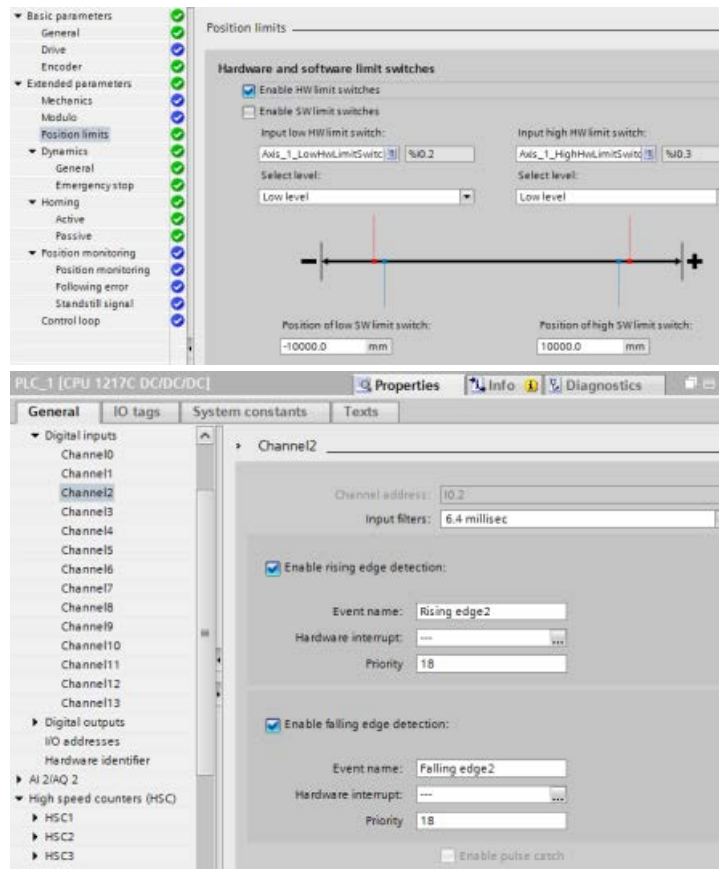 Basic parameters
General
Drive
Encoder
Extended parameters
Mechanics
Modulo
Position limits
Dynamics
General
Emergency stop
Homing
Active
Passive
Position monitoring
Position monitoring
Following error
Standstill signal
Control loop
Position limits
Hardware and software limit switches
Enable HW limit switches
Enable SW limit switches
Input low HW limit switch: Input high HW limit switch:
Axis_1_LowHwLimitSwitc %I0.2 Axis_1_HighHwLimitSwitc %I0.3
Select level: Select level:
Low level Low level
− +
Position of low SW limit switch: Position of high SW limit switch:
-10000.0 mm 10000.0 mm
PLC_1 [CPU 1217C DC/DC/DC] Properties Info Diagnostics
General IO tags System constants Texts
Digital inputs
Channel0
Channel1
Channel2
Channel3
Channel4
Channel5
Channel6
Channel7
Channel8
Channel9
Channel10
Channel11
Channel12
Channel13
Digital outputs
I/O addresses
Hardware identifier
AI 2/AQ 2
High speed counters (HSC)
HSC1
HSC2
HSC3
Channel2
Channel address: I0.2
Input filters: 6.4 millisec
Enable rising edge detection:
Event name: Rising edge2
Hardware interrupt: --- ...
Priority 18
Enable falling edge detection:
Event name: Falling edge2
Hardware interrupt: --- ...
Priority 18
Enable pulse catch